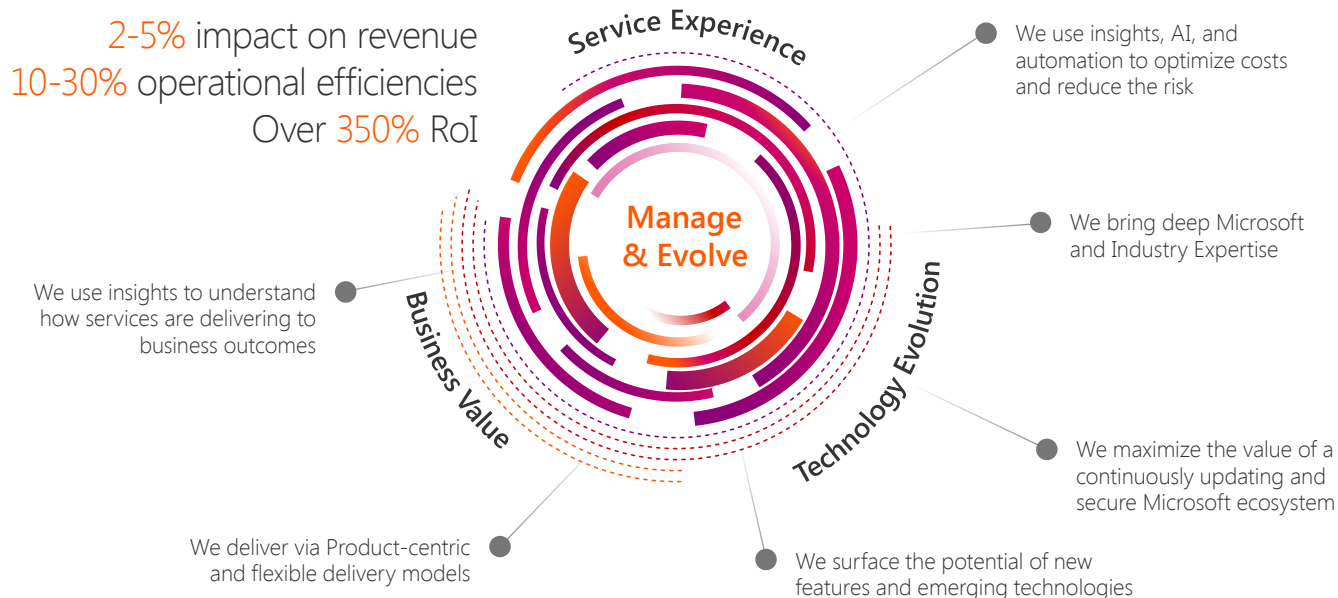 2-5% impact on revenue
10-30% operational efficiencies
Over 350% RoI
Service Experience
We use insights, AI, and
automation to optimize costs
and reduce the risk
Manage
& Evolve
We bring deep Microsoft
and Industry Expertise
We use insights to understand
how services are delivering to
business outcomes
Business Value
Technology Evolution
We maximize the value of a
continuously updating and
secure Microsoft ecosystem
We deliver via Product-centric
and flexible delivery models
We surface the potential of new
features and emerging technologies